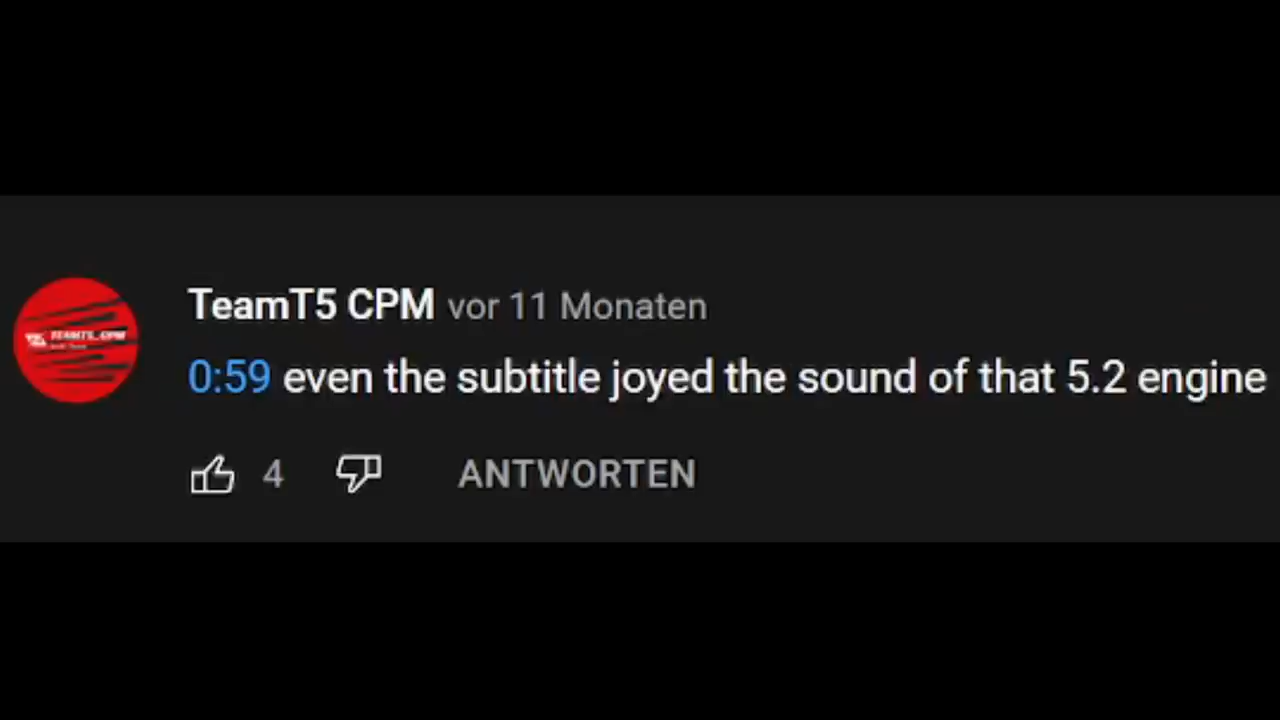 TeamT5 CPM vor 11 Monaten
0:59 even the subtitle joyed the sound of that 5.2 engine
4 ANTWORTEN